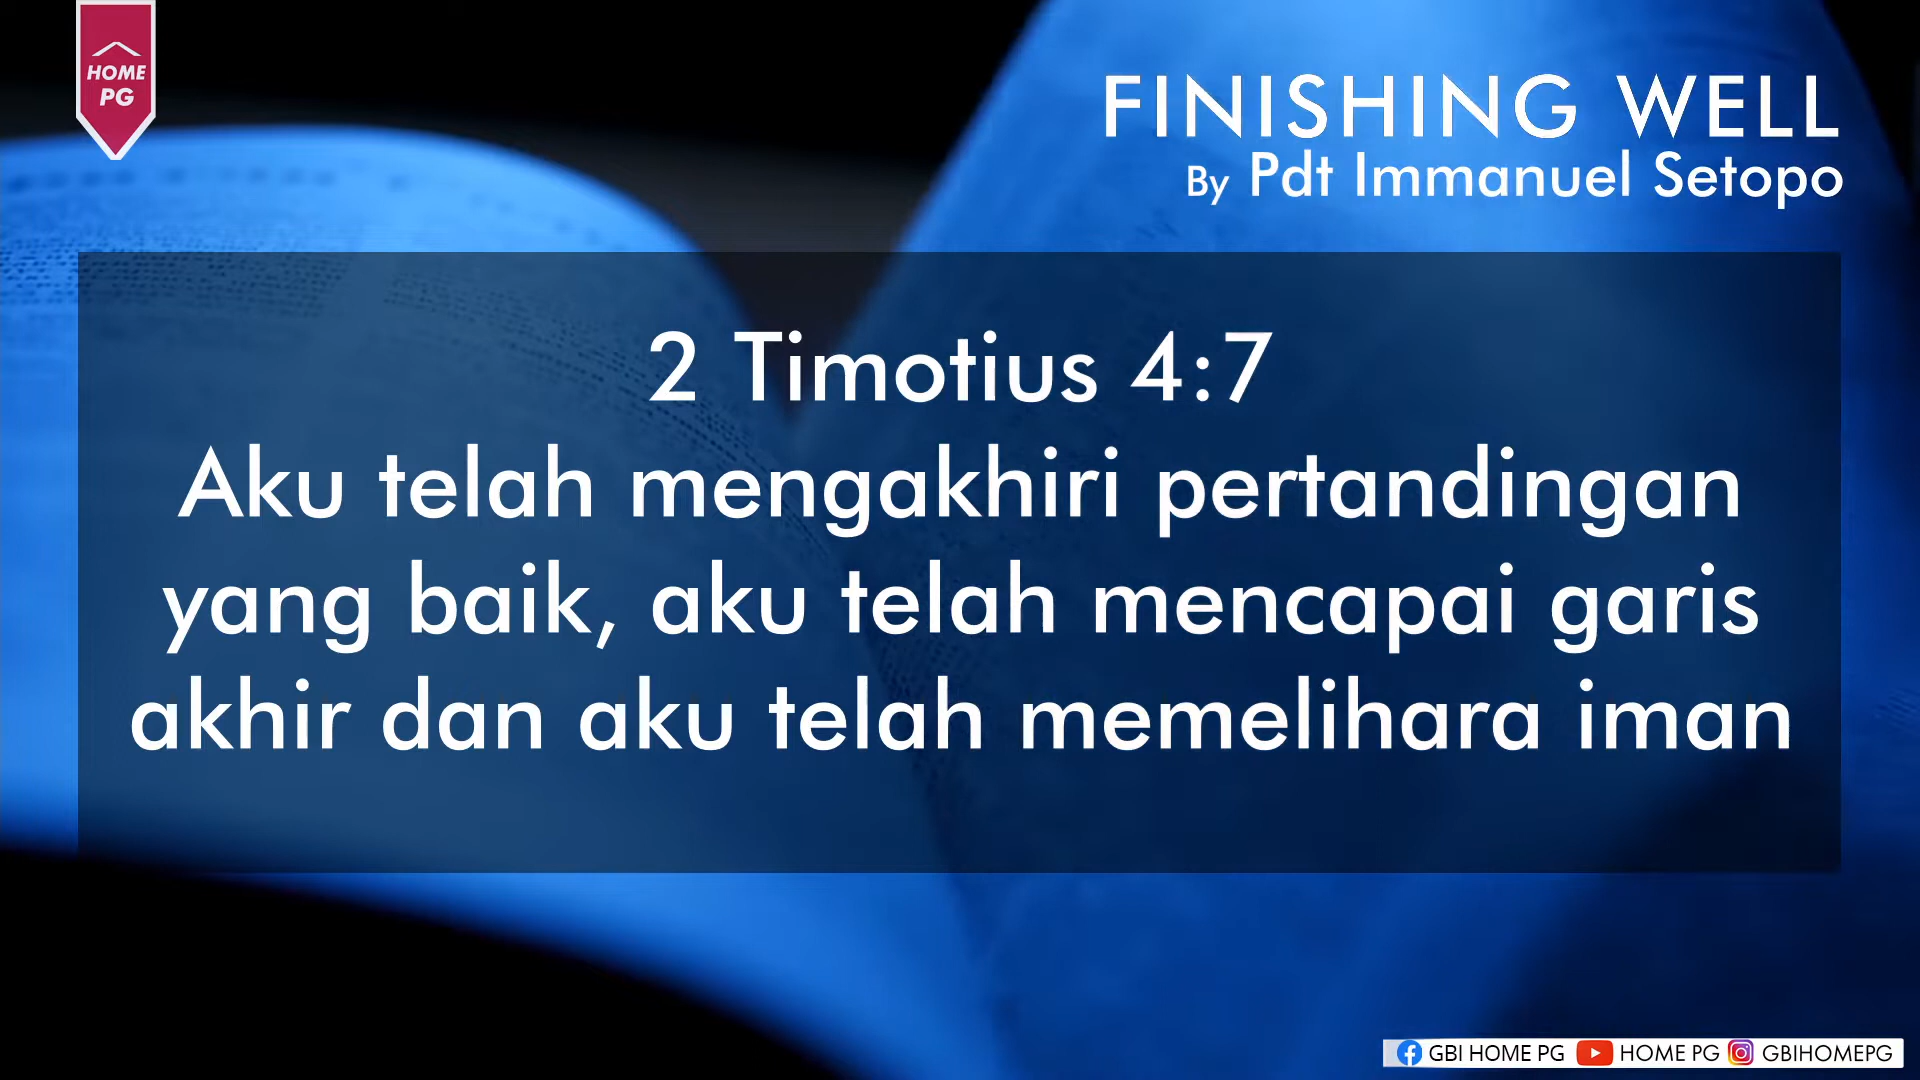 HOME
PG
FINISHING WELL
By Pdt Immanuel Setopo
2 Timotius 4:7
Aku telah mengakhiri pertandingan
yang baik, aku telah mencapai garis
akhir dan aku telah memelihara iman
GBI HOME PG HOME PG GBIHOMEPG